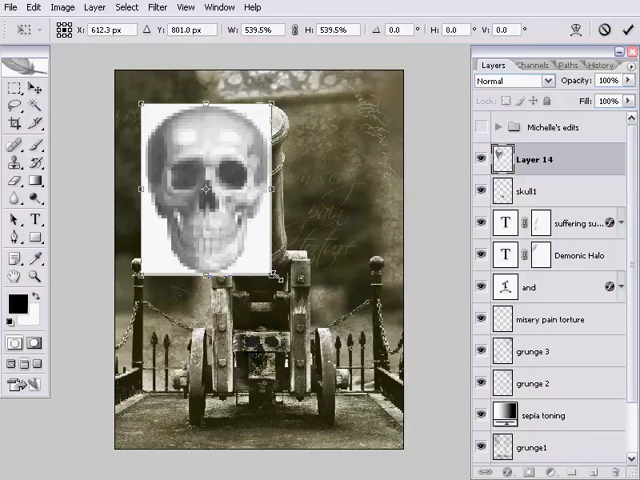 File Edit Image Layer Select Filter View Window Help
X: 612.3 px Y: 801.0 px W: 539.5% H: 539.5% 0.0 ° H: 0.0 ° V: 0.0
Layers Channels Paths History
Normal Opacity: 100%
Lock: Fill: 100%
Michelle's edits
Layer 14
skull1
T suffering su...
T Demonic Halo
and
misery pain torture
grunge 3
grunge 2
sepia toning
grunge1
pain